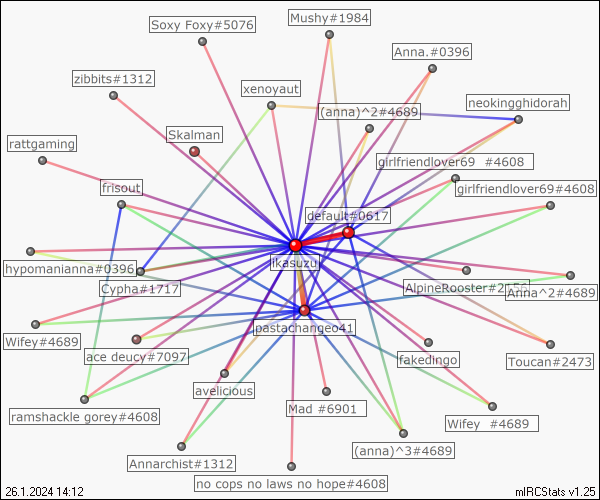 Mushy#1984
Soxy Foxy#5076
Anna.#0396
zibbits#1312
xenoyaut
neokingghidorah
(anna)^2#4689
Skalman
rattgaming
girlfriendlover69 #4608
frisout
girlfriendlover69#4608
default#0617
Ikasuzu
hypomanianna#0396
Cypha#1717
AlpineRooster#2
Anna^2#4689
pastachangeo41
Wifey#4689
ace deucy#7097
fakedingo
Toucan#2473
avelicious
Mad #6901
ramshackle gorey#4608
Wifey #4689
(anna)^3#4689
Annarchist#1312
no cops no laws no hope#4608
26.1.2024 14:12
mIRCStats v1.25